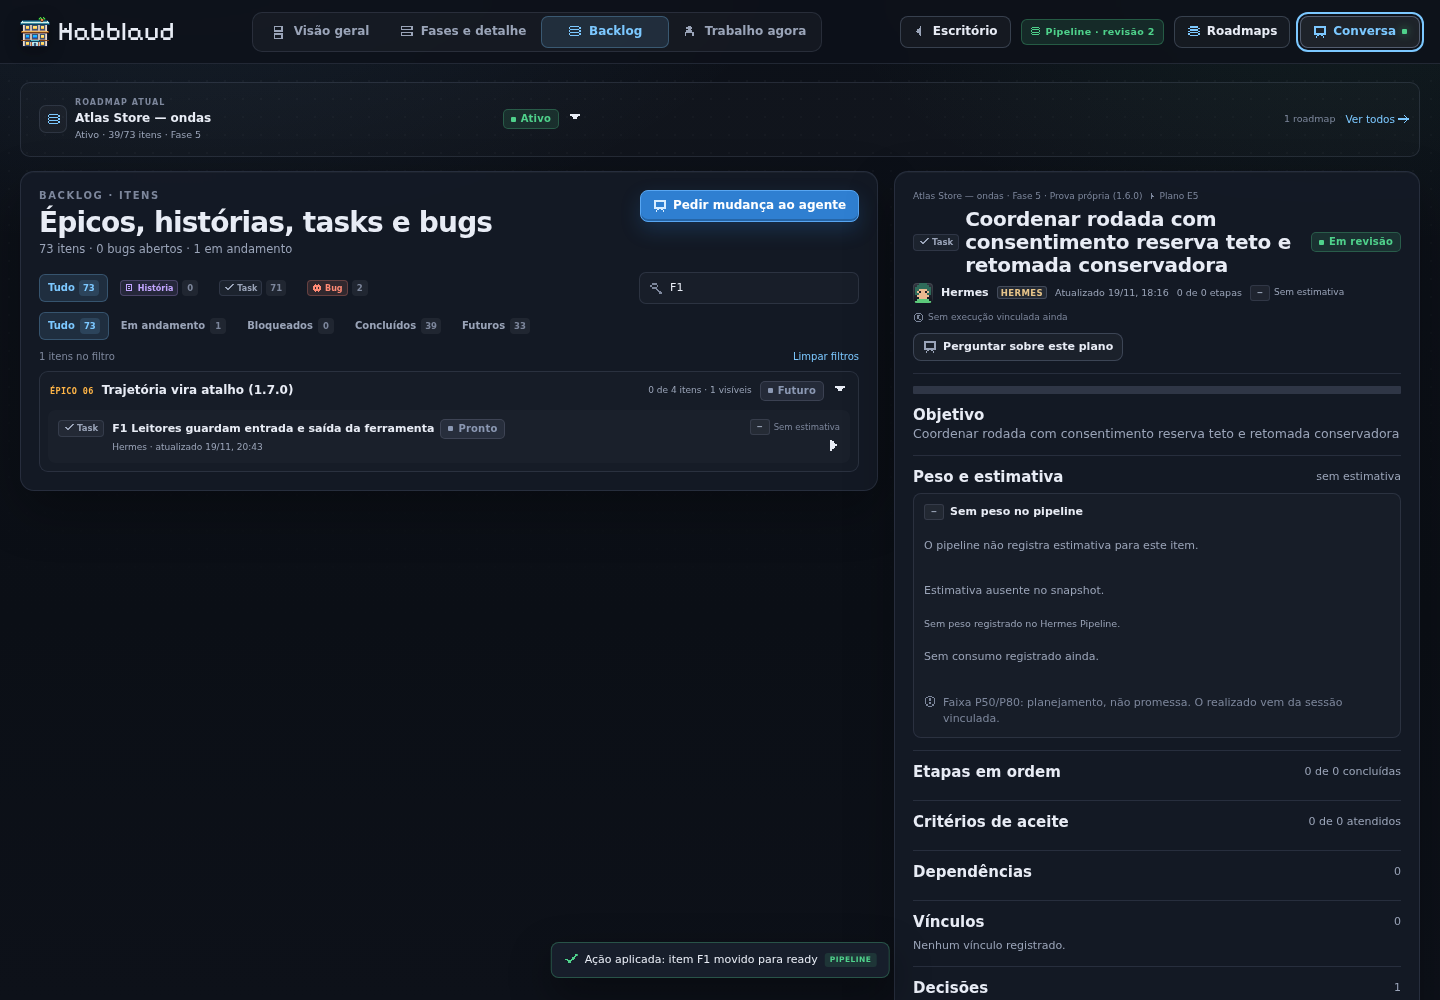 Habblaud
Visão geral
Fases e detalhe
Backlog
Trabalho agora
Escritório
Pipeline · revisão 2
Roadmaps
Conversa
ROADMAP ATUAL
Atlas Store — ondas
Ativo · 39/73 itens · Fase 5
Ativo
1 roadmap
Ver todos
BACKLOG · ITENS
Épicos, histórias, tasks e bugs
73 itens · 0 bugs abertos · 1 em andamento
Pedir mudança ao agente
Tudo 73
História 0
Task 71
Bug 2
F1
Tudo 73
Em andamento 1
Bloqueados 0
Concluídos 39
Futuros 33
1 itens no filtro
Limpar filtros
ÉPICO 06 Trajetória vira atalho (1.7.0)
0 de 4 itens · 1 visíveis
Futuro
Task F1 Leitores guardam entrada e saída da ferramenta Pronto
– Sem estimativa
Hermes · atualizado 19/11, 20:43
Atlas Store — ondas · Fase 5 · Prova própria (1.6.0) Plano E5
Task
Coordenar rodada com
consentimento reserva teto e
retomada conservadora
Em revisão
Hermes HERMES Atualizado 19/11, 18:16 0 de 0 etapas – Sem estimativa
Sem execução vinculada ainda
Perguntar sobre este plano
Objetivo
Coordenar rodada com consentimento reserva teto e retomada conservadora
Peso e estimativa
sem estimativa
– Sem peso no pipeline
O pipeline não registra estimativa para este item.
Estimativa ausente no snapshot.
Sem peso registrado no Hermes Pipeline.
Sem consumo registrado ainda.
Faixa P50/P80: planejamento, não promessa. O realizado vem da sessão
vinculada.
Etapas em ordem
0 de 0 concluídas
Critérios de aceite
0 de 0 atendidos
Dependências
0
Vínculos
0
Nenhum vínculo registrado.
Decisões
1
Ação aplicada: item F1 movido para ready PIPELINE